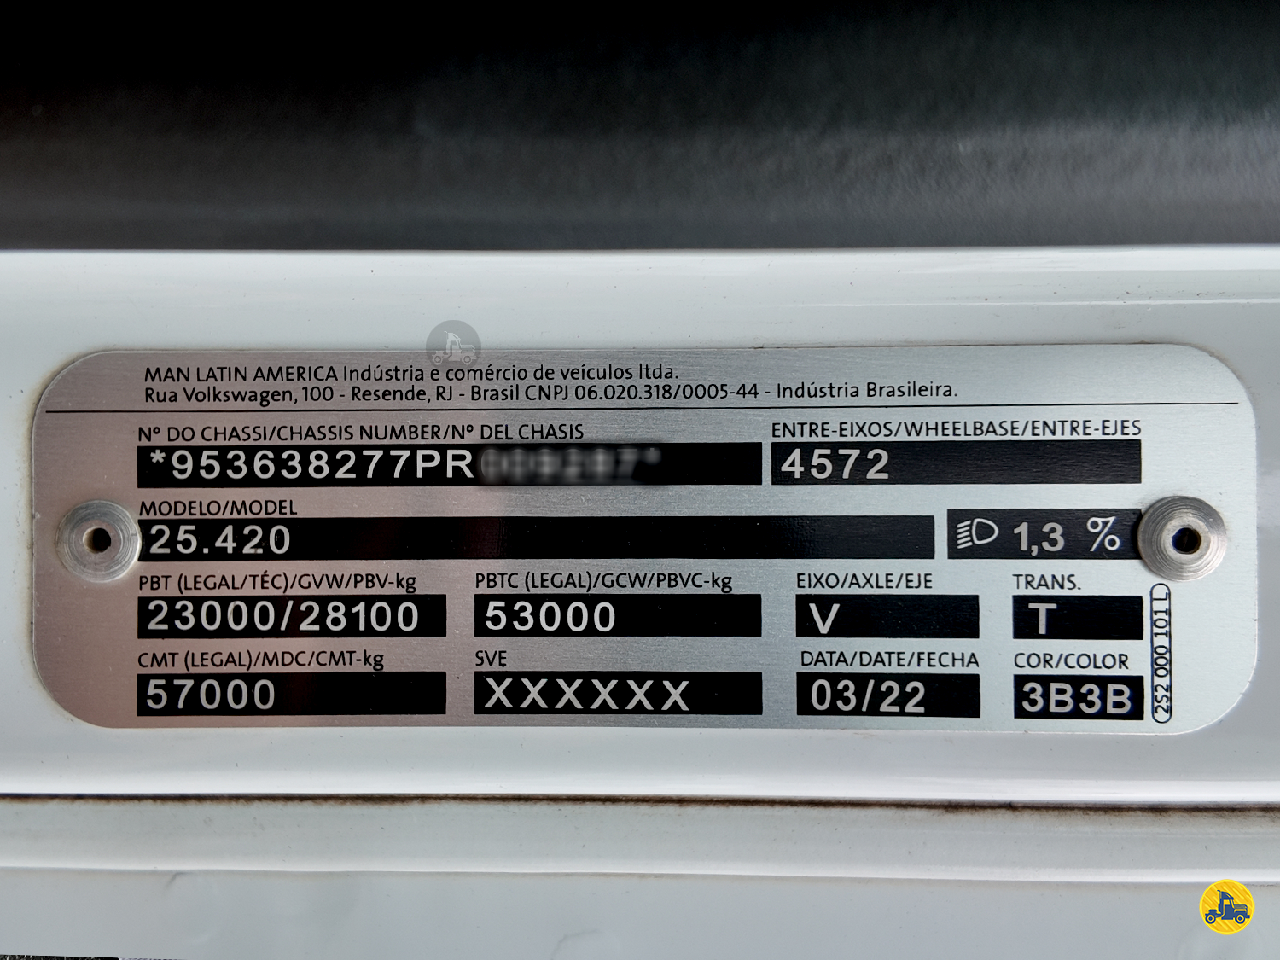 MAN LATIN AMERICA Indústria e comércio de veículos ltda.
Rua Volkswagen, 100 - Resende, RJ - Brasil CNPJ 06.020.318/0005-44 - Indústria Brasileira.
Nº DO CHASSI/CHASSIS NUMBER/Nº DEL CHASIS ENTRE-EIXOS/WHEELBASE/ENTRE-EJES
*953638277PR 4572
MODELO/MODEL
25.420 1,3 %
PBT (LEGAL/TÉC)/GVW/PBV-kg PBTC (LEGAL)/GCW/PBVC-kg EIXO/AXLE/EJE TRANS.
23000/28100 53000 V T
CMT (LEGAL)/MDC/CMT-kg SVE DATA/DATE/FECHA COR/COLOR
57000 XXXXXX 03/22 3B3B
2S2 000 101 L